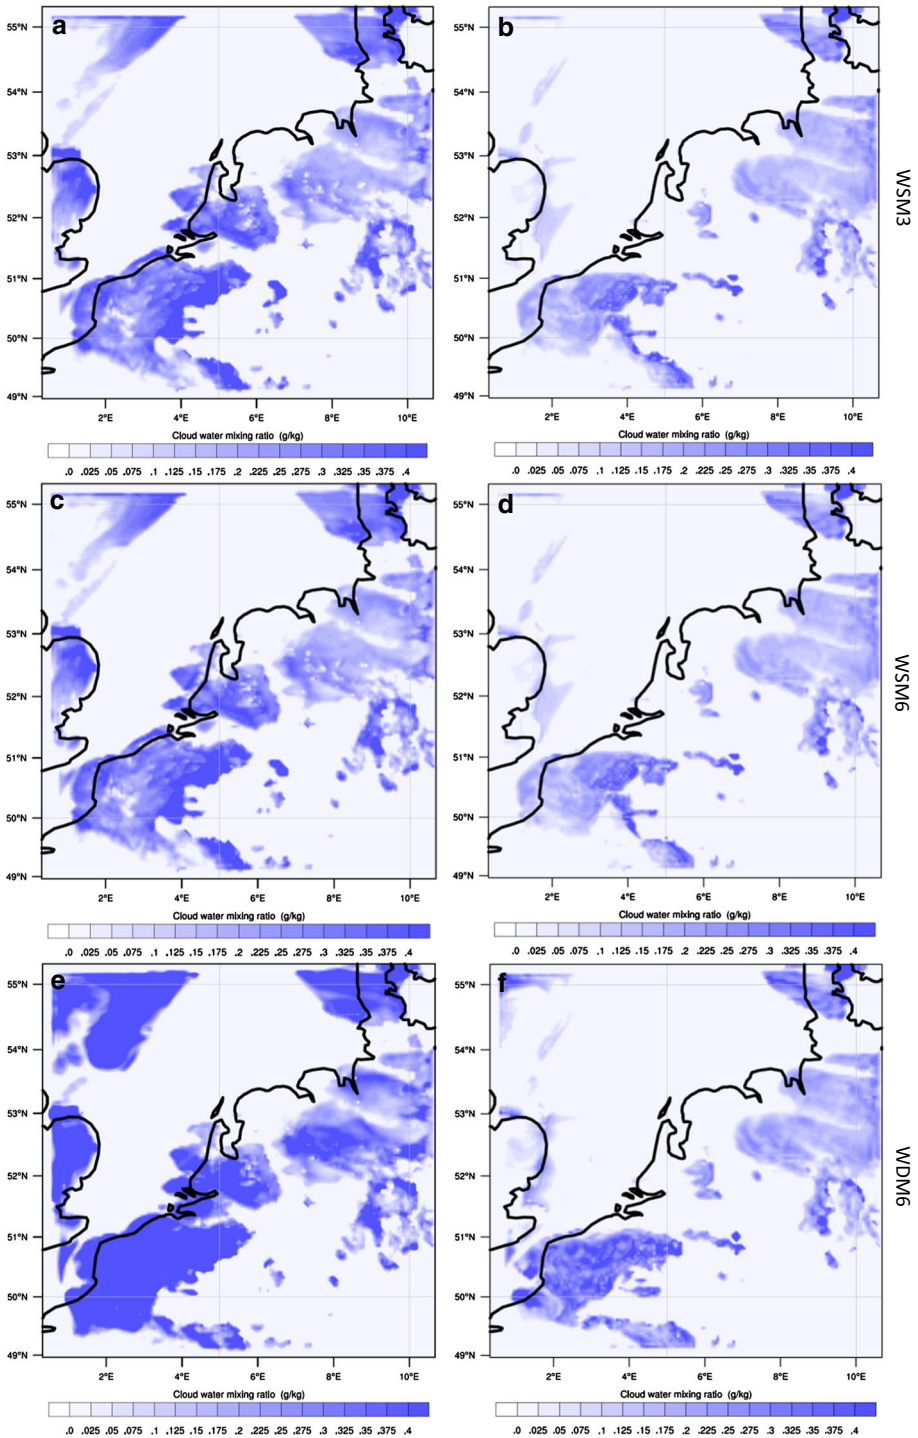 a
55°N
54°N
53°N
52°N
51°N
50°N
49°N
2°E 4°E 6°E 8°E 10°E
Cloud water mixing ratio (g/kg)
.0 .025 .05 .075 .1 .125 .15 .175 .2 .225 .25 .275 .3 .325 .35 .375 .4
b
55°N
54°N
53°N
52°N
51°N
50°N
49°N
2°E 4°E 6°E 8°E 10°E
Cloud water mixing ratio (g/kg)
.0 .025 .05 .075 .1 .125 .15 .175 .2 .225 .25 .275 .3 .325 .35 .375 .4
WSM3
c
55°N
54°N
53°N
52°N
51°N
50°N
49°N
2°E 4°E 6°E 8°E 10°E
Cloud water mixing ratio (g/kg)
.0 .025 .05 .075 .1 .125 .15 .175 .2 .225 .25 .275 .3 .325 .35 .375 .4
d
55°N
54°N
53°N
52°N
51°N
50°N
49°N
2°E 4°E 6°E 8°E 10°E
Cloud water mixing ratio (g/kg)
.0 .025 .05 .075 .1 .125 .15 .175 .2 .225 .25 .275 .3 .325 .35 .375 .4
WSM6
e
55°N
54°N
53°N
52°N
51°N
50°N
49°N
2°E 4°E 6°E 8°E 10°E
Cloud water mixing ratio (g/kg)
.0 .025 .05 .075 .1 .125 .15 .175 .2 .225 .25 .275 .3 .325 .35 .375 .4
f
55°N
54°N
53°N
52°N
51°N
50°N
49°N
2°E 4°E 6°E 8°E 10°E
Cloud water mixing ratio (g/kg)
.0 .025 .05 .075 .1 .125 .15 .175 .2 .225 .25 .275 .3 .325 .35 .375 .4
WDM6